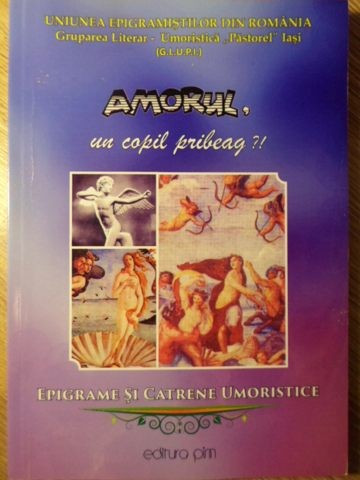 UNIUNEA EPIGRAMIȘTILOR DIN ROMÂNIA
Gruparea Literar - Umoristică „Păstorel" Iași
(G.L.U.P.I.)
AMORUL,
un copil pribeag ?!
EPIGRAME ȘI CATRENE UMORISTICE
editura pim